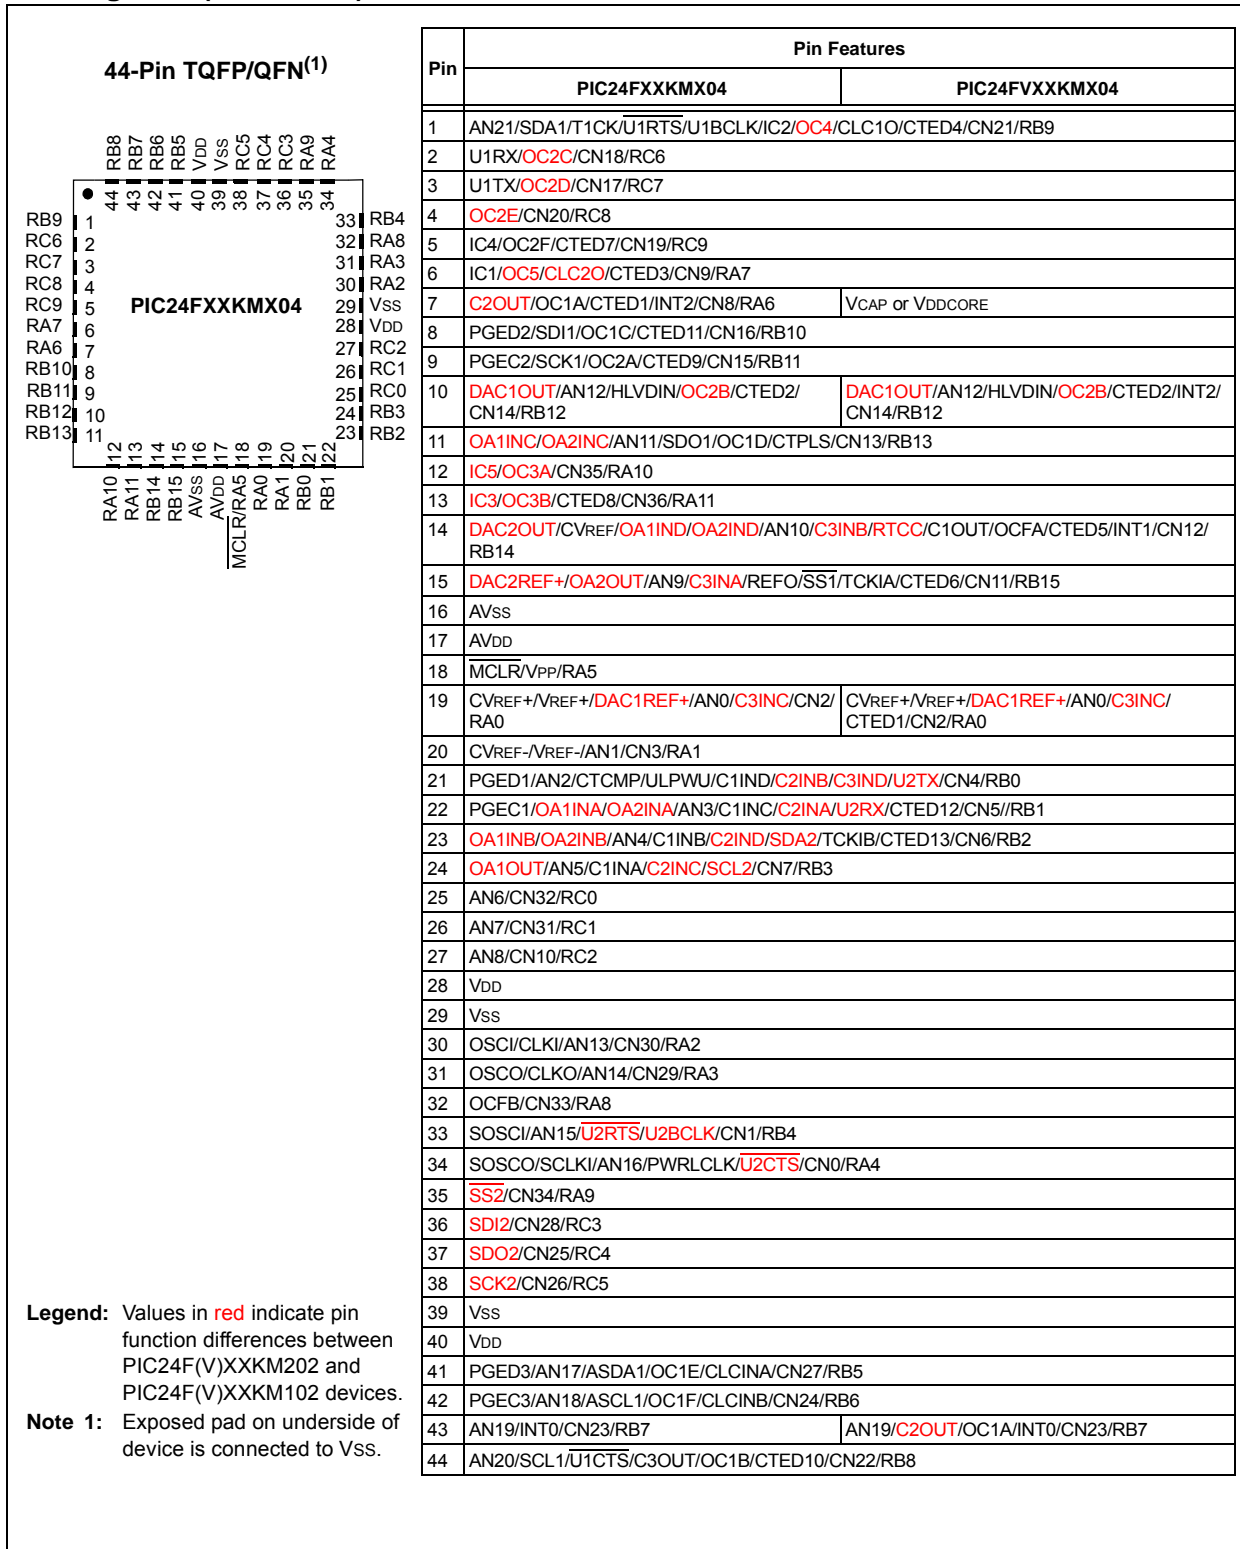 44-Pin TQFP/QFN(1)
RB8
RB7
RB6
RB5
VDD
VSS
RC5
RC4
RC3
RA9
RA4
44
43
42
41
40
39
38
37
36
35
34
RB9 1
RC6 2
RC7 3
RC8 4
RC9 5
RA7 6
RA6 7
RB10 8
RB11 9
RB12 10
RB13 11
PIC24FXXKMX04
33 RB4
32 RA8
31 RA3
30 RA2
29 VSS
28 VDD
27 RC2
26 RC1
25 RC0
24 RB3
23 RB2
12
13
14
15
16
17
18
19
20
21
22
RA10
RA11
RB14
RB15
AVSS
AVDD
MCLR/RA5
RA0
RA1
RB0
RB1
Pin
Pin Features
PIC24FXXKMX04 PIC24FVXXKMX04
1 AN21/SDA1/T1CK/U1RTS/U1BCLK/IC2/OC4/CLC1O/CTED4/CN21/RB9
2 U1RX/OC2C/CN18/RC6
3 U1TX/OC2D/CN17/RC7
4 OC2E/CN20/RC8
5 IC4/OC2F/CTED7/CN19/RC9
6 IC1/OC5/CLC2O/CTED3/CN9/RA7
7 C2OUT/OC1A/CTED1/INT2/CN8/RA6 VCAP or VDDCORE
8 PGED2/SDI1/OC1C/CTED11/CN16/RB10
9 PGEC2/SCK1/OC2A/CTED9/CN15/RB11
10 DAC1OUT/AN12/HLVDIN/OC2B/CTED2/ DAC1OUT/AN12/HLVDIN/OC2B/CTED2/INT2/
CN14/RB12 CN14/RB12
11 OA1INC/OA2INC/AN11/SDO1/OC1D/CTPLS/CN13/RB13
12 IC5/OC3A/CN35/RA10
13 IC3/OC3B/CTED8/CN36/RA11
14 DAC2OUT/CVREF/OA1IND/OA2IND/AN10/C3INB/RTCC/C1OUT/OCFA/CTED5/INT1/CN12/
RB14
15 DAC2REF+/OA2OUT/AN9/C3INA/REFO/SS1/TCKIA/CTED6/CN11/RB15
16 AVSS
17 AVDD
18 MCLR/VPP/RA5
19 CVREF+/VREF+/DAC1REF+/AN0/C3INC/CN2/ CVREF+/VREF+/DAC1REF+/AN0/C3INC/
RA0 CTED1/CN2/RA0
20 CVREF-/VREF-/AN1/CN3/RA1
21 PGED1/AN2/CTCMP/ULPWU/C1IND/C2INB/C3IND/U2TX/CN4/RB0
22 PGEC1/OA1INA/OA2INA/AN3/C1INC/C2INA/U2RX/CTED12/CN5//RB1
23 OA1INB/OA2INB/AN4/C1INB/C2IND/SDA2/TCKIB/CTED13/CN6/RB2
24 OA1OUT/AN5/C1INA/C2INC/SCL2/CN7/RB3
25 AN6/CN32/RC0
26 AN7/CN31/RC1
27 AN8/CN10/RC2
28 VDD
29 VSS
30 OSCI/CLKI/AN13/CN30/RA2
31 OSCO/CLKO/AN14/CN29/RA3
32 OCFB/CN33/RA8
33 SOSCI/AN15/U2RTS/U2BCLK/CN1/RB4
34 SOSCO/SCLKI/AN16/PWRLCLK/U2CTS/CN0/RA4
35 SS2/CN34/RA9
36 SDI2/CN28/RC3
37 SDO2/CN25/RC4
38 SCK2/CN26/RC5
39 VSS
40 VDD
41 PGED3/AN17/ASDA1/OC1E/CLCINA/CN27/RB5
42 PGEC3/AN18/ASCL1/OC1F/CLCINB/CN24/RB6
43 AN19/INT0/CN23/RB7 AN19/C2OUT/OC1A/INT0/CN23/RB7
44 AN20/SCL1/U1CTS/C3OUT/OC1B/CTED10/CN22/RB8
Legend: Values in red indicate pin
function differences between
PIC24F(V)XXKM202 and
PIC24F(V)XXKM102 devices.
Note 1: Exposed pad on underside of
device is connected to VSS.